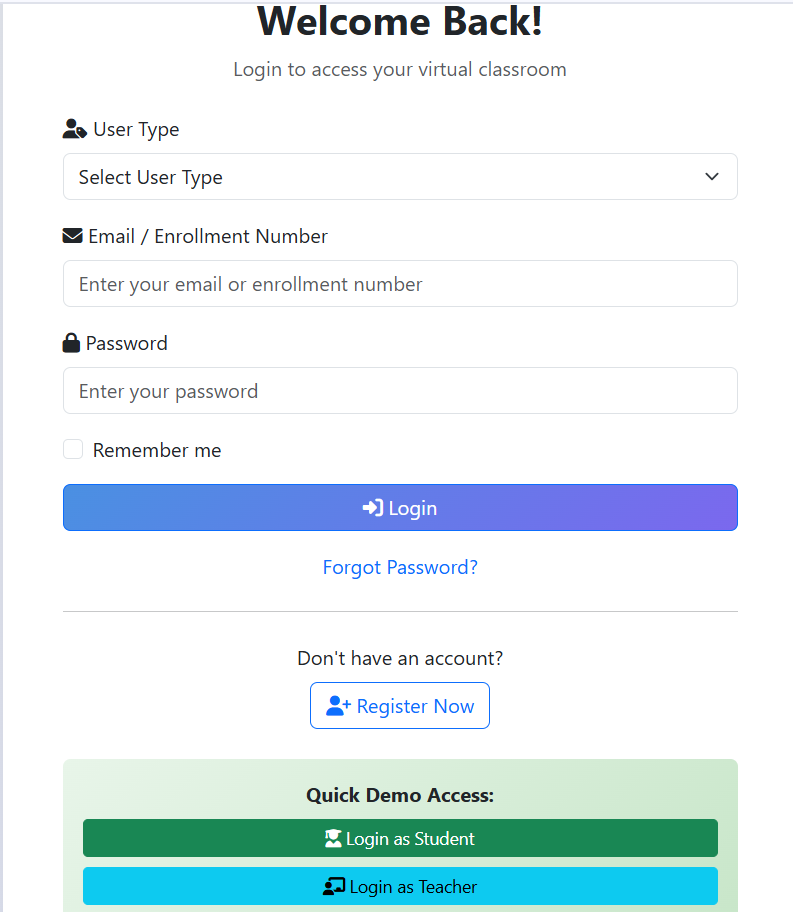 Welcome Back!
Login to access your virtual classroom
User Type
Select User Type
Email / Enrollment Number
Enter your email or enrollment number
Password
Enter your password
Remember me
Login
Forgot Password?
Don't have an account?
Register Now
Quick Demo Access:
Login as Student
Login as Teacher